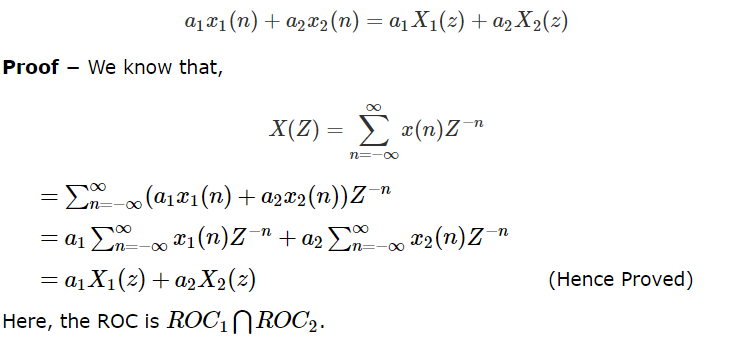 a₁x₁(n) + a₂x₂(n) = a₁X₁(z) + a₂X₂(z)
Proof − We know that,
X(Z) = ∑_{n=−∞}^{∞} x(n)Z⁻ⁿ
= ∑_{n=−∞}^{∞} (a₁x₁(n) + a₂x₂(n))Z⁻ⁿ
= a₁ ∑_{n=−∞}^{∞} x₁(n)Z⁻ⁿ + a₂ ∑_{n=−∞}^{∞} x₂(n)Z⁻ⁿ
= a₁X₁(z) + a₂X₂(z) (Hence Proved)
Here, the ROC is ROC₁ ⋂ ROC₂.